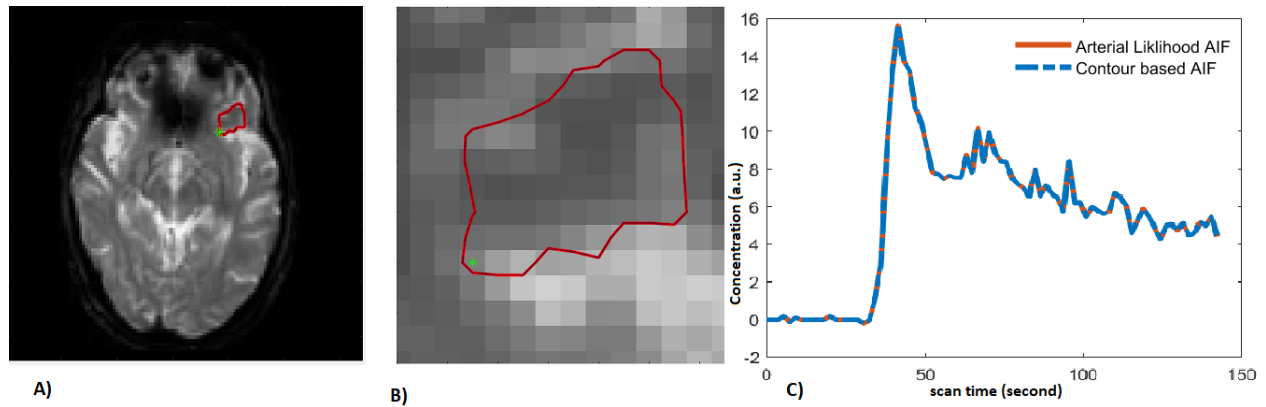 A)
B)
16
14
12
10
8
6
4
2
0
-2
Concentration (a.u.)
Arterial Liklihood AIF
Contour based AIF
0
50
100
150
C)
scan time (second)